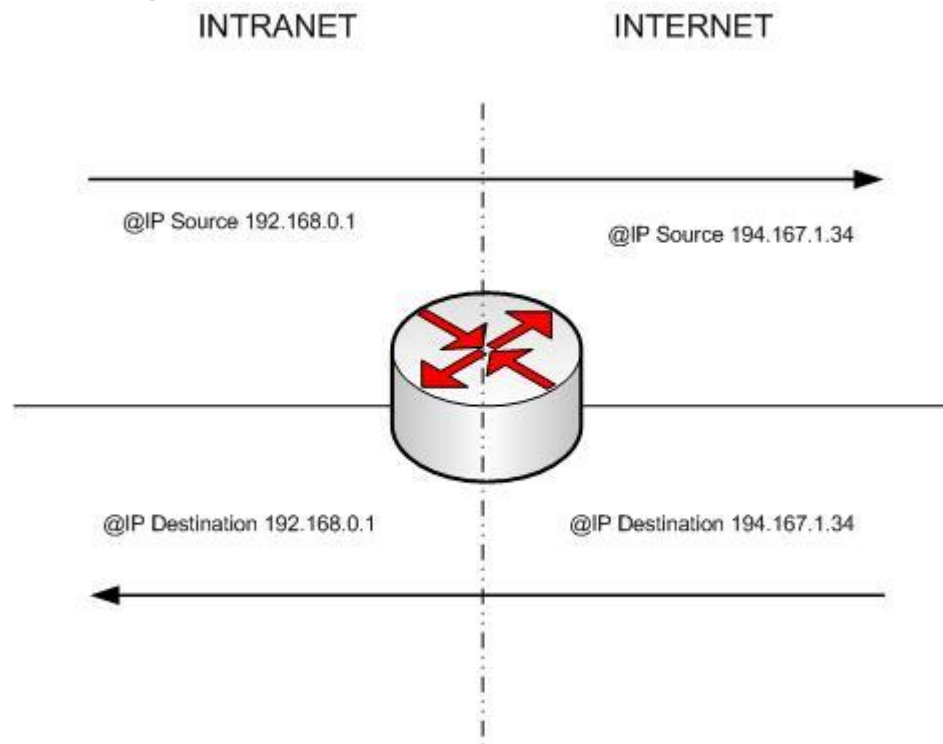 INTRANET
INTERNET
@IP Source 192.168.0.1
@IP Source 194.167.1.34
@IP Destination 192.168.0.1
@IP Destination 194.167.1.34